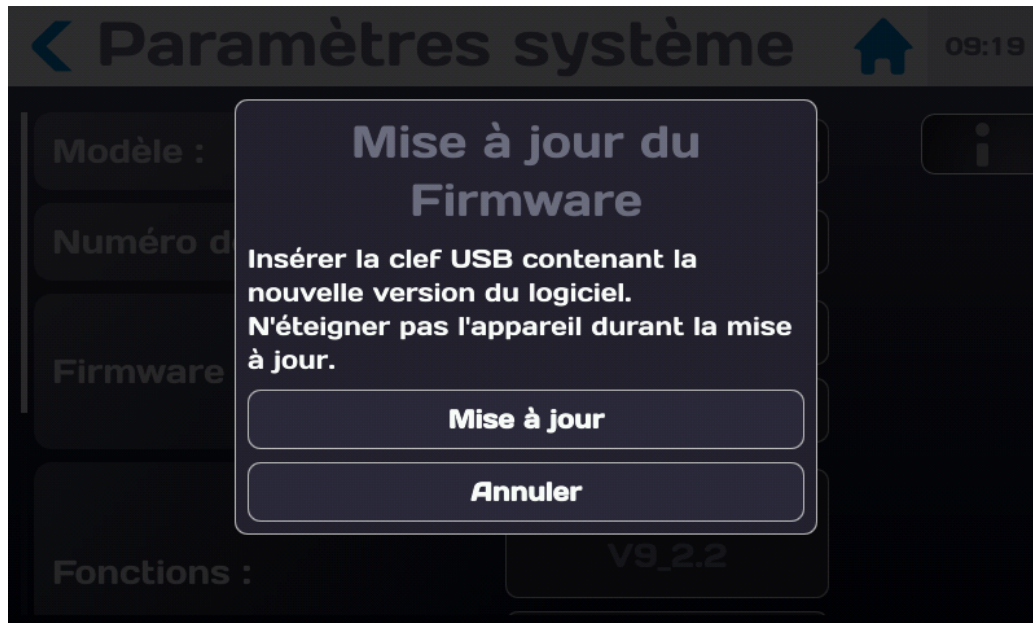 Paramètres système
09:19
Modèle :
Mise à jour du
Firmware
Numéro d
Insérer la clef USB contenant la
nouvelle version du logiciel.
N'éteigner pas l'appareil durant la mise
à jour.
Firmware
Mise à jour
Annuler
V9_2.2
Fonctions :